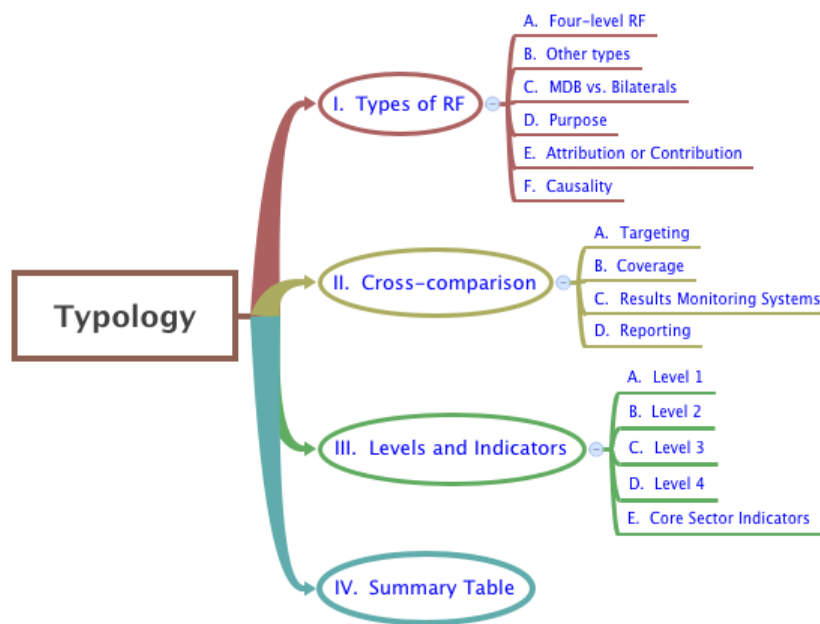 Typology
I. Types of RF
A. Four-level RF
B. Other types
C. MDB vs. Bilaterals
D. Purpose
E. Attribution or Contribution
F. Causality
II. Cross-comparison
A. Targeting
B. Coverage
C. Results Monitoring Systems
D. Reporting
III. Levels and Indicators
A. Level 1
B. Level 2
C. Level 3
D. Level 4
E. Core Sector Indicators
IV. Summary Table